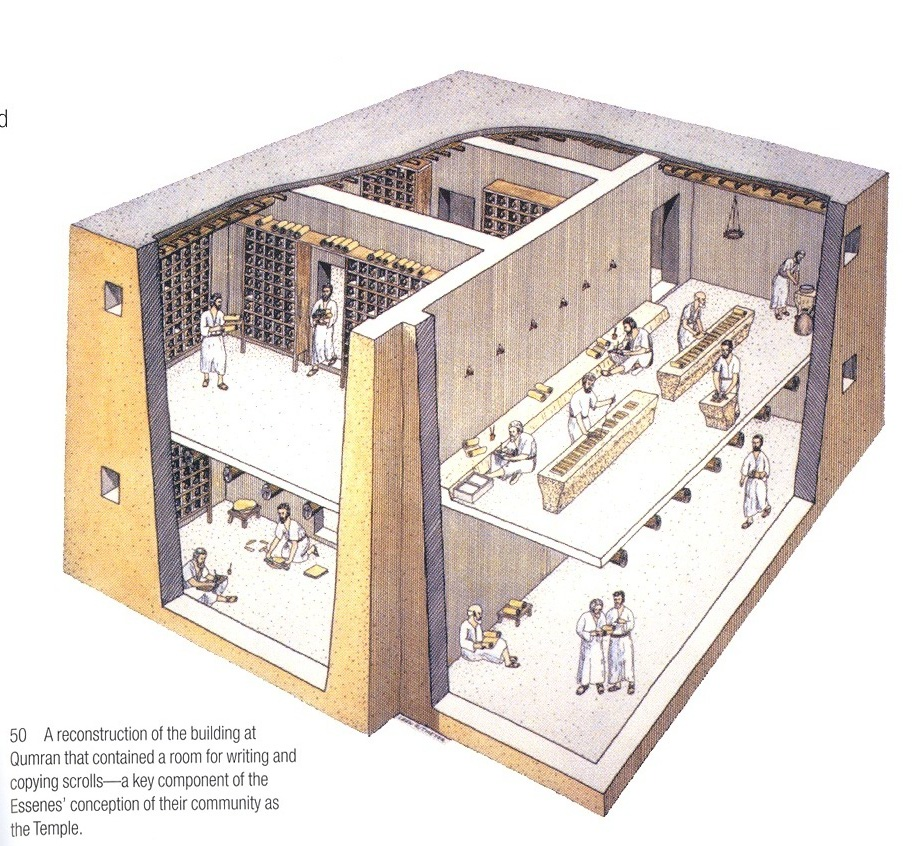 d
50 A reconstruction of the building at
Qumran that contained a room for writing and
copying scrolls—a key component of the
Essenes' conception of their community as
the Temple.